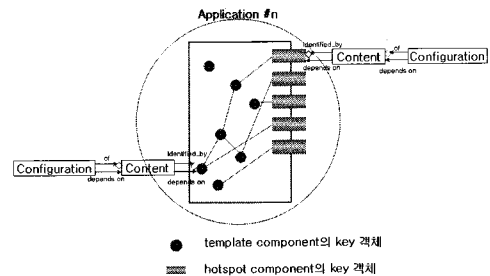 Application #n
Identified_by
Content
of
Configuration
depends on
depends on
Configuration
of
depends on
Content
Identified_by
depends on
template component의 key 객체
hotspot component의 key 객체